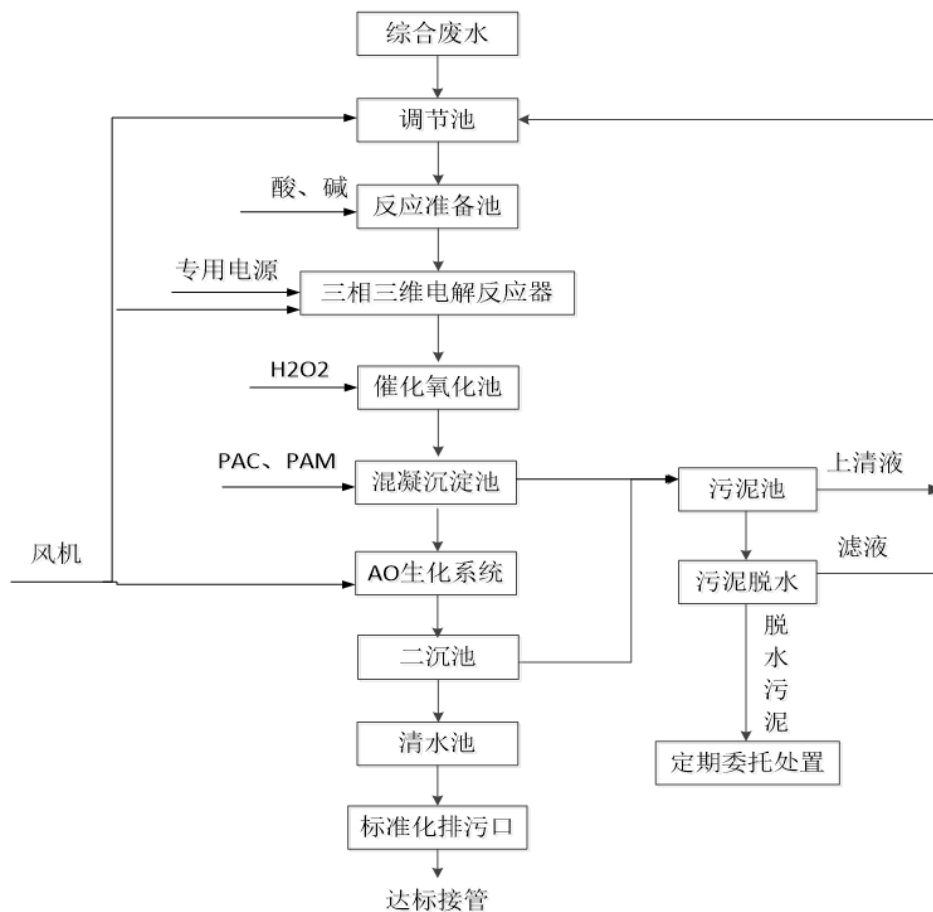 综合废水
调节池
酸、碱
反应准备池
专用电源
三相三维电解反应器
H2O2
催化氧化池
PAC、PAM
混凝沉淀池
污泥池
上清液
风机
AO生化系统
污泥脱水
滤液
二沉池
脱水污泥
清水池
定期委托处置
标准化排污口
达标接管